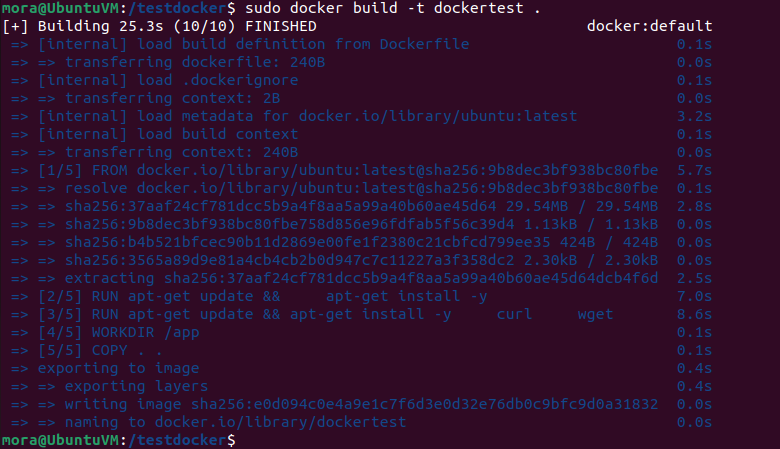 mora@UbuntuVM:/testdocker$ sudo docker build -t dockertest .
[+] Building 25.3s (10/10) FINISHED docker:default
=> [internal] load build definition from Dockerfile 0.1s
=> => transferring dockerfile: 240B 0.0s
=> [internal] load .dockerignore 0.1s
=> => transferring context: 2B 0.0s
=> [internal] load metadata for docker.io/library/ubuntu:latest 3.2s
=> [internal] load build context 0.1s
=> => transferring context: 240B 0.0s
=> [1/5] FROM docker.io/library/ubuntu:latest@sha256:9b8dec3bf938bc80fbe 5.7s
=> => resolve docker.io/library/ubuntu:latest@sha256:9b8dec3bf938bc80fbe 0.1s
=> => sha256:37aaf24cf781dcc5b9a4f8aa5a99a40b60ae45d64 29.54MB / 29.54MB 2.8s
=> => sha256:9b8dec3bf938bc80fbe758d856e96fdfab5f56c39d4 1.13kB / 1.13kB 0.0s
=> => sha256:b4b521bfcec90b11d2869e00fe1f2380c21cbfcd799ee35 424B / 424B 0.0s
=> => sha256:3565a89d9e81a4cb4cb2b0d947c7c11227a3f358dc2 2.30kB / 2.30kB 0.0s
=> => extracting sha256:37aaf24cf781dcc5b9a4f8aa5a99a40b60ae45d64dcb4f6d 2.5s
=> [2/5] RUN apt-get update && apt-get install -y 7.0s
=> [3/5] RUN apt-get update && apt-get install -y curl wget 8.6s
=> [4/5] WORKDIR /app 0.1s
=> [5/5] COPY . . 0.1s
=> exporting to image 0.4s
=> => exporting layers 0.4s
=> => writing image sha256:e0d094c0e4a9e1c7f6d3e0d32e76db0c9bfc9d0a31832 0.0s
=> => naming to docker.io/library/dockertest 0.0s
mora@UbuntuVM:/testdocker$